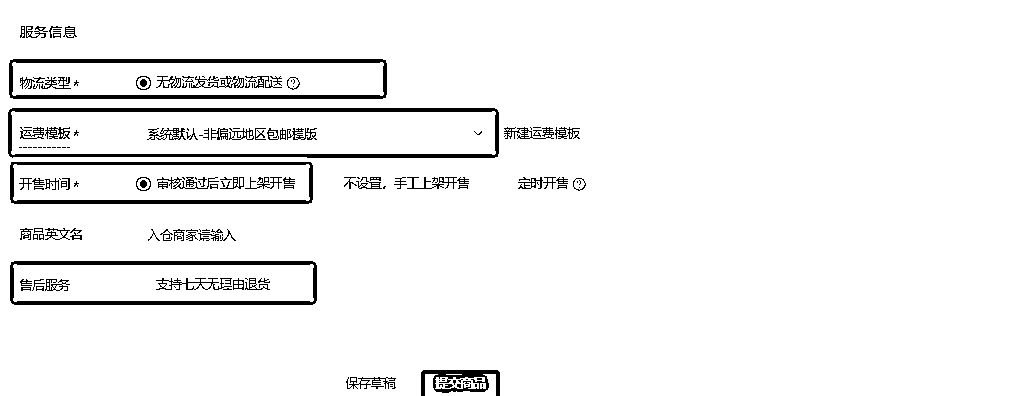 服务信息
物流类型 * 无物流发货或物流配送 ?
运费模板 * 系统默认-非偏远地区包邮模版 新建运费模板
开售时间 * 审核通过后立即上架开售 不设置，手工上架开售 定时开售 ?
商品英文名 入仓商家请输入
售后服务 支持七天无理由退货
保存草稿 提交商品